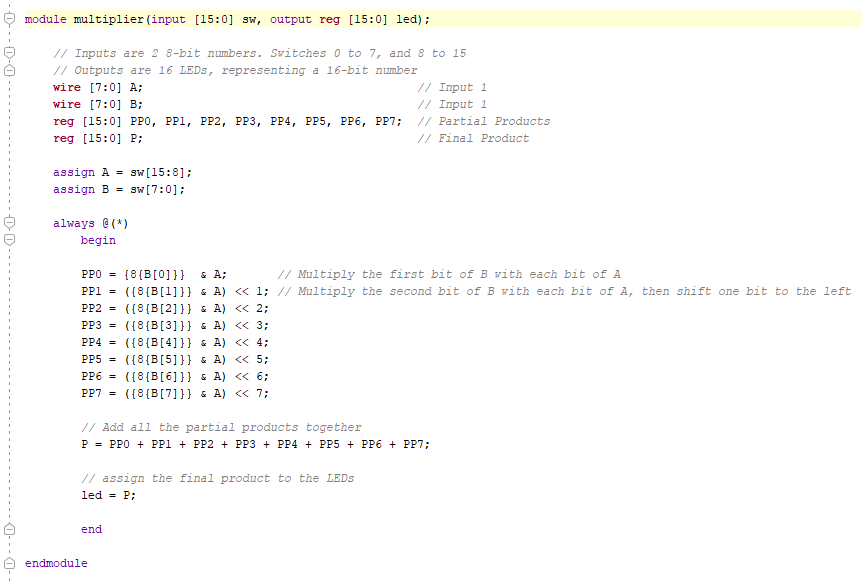 module multiplier(input [15:0] sw, output reg [15:0] led);
// Inputs are 2 8-bit numbers. Switches 0 to 7, and 8 to 15
// Outputs are 16 LEDs, representing a 16-bit number
wire [7:0] A; // Input 1
wire [7:0] B; // Input 1
reg [15:0] PP0, PP1, PP2, PP3, PP4, PP5, PP6, PP7; // Partial Products
reg [15:0] P; // Final Product
assign A = sw[15:8];
assign B = sw[7:0];
always @(*)
begin
PP0 = {8{B[0]}} & A; // Multiply the first bit of B with each bit of A
PP1 = ({8{B[1]}} & A) << 1; // Multiply the second bit of B with each bit of A, then shift one bit to the left
PP2 = ({8{B[2]}} & A) << 2;
PP3 = ({8{B[3]}} & A) << 3;
PP4 = ({8{B[4]}} & A) << 4;
PP5 = ({8{B[5]}} & A) << 5;
PP6 = ({8{B[6]}} & A) << 6;
PP7 = ({8{B[7]}} & A) << 7;
// Add all the partial products together
P = PP0 + PP1 + PP2 + PP3 + PP4 + PP5 + PP6 + PP7;
// assign the final product to the LEDs
led = P;
end
endmodule